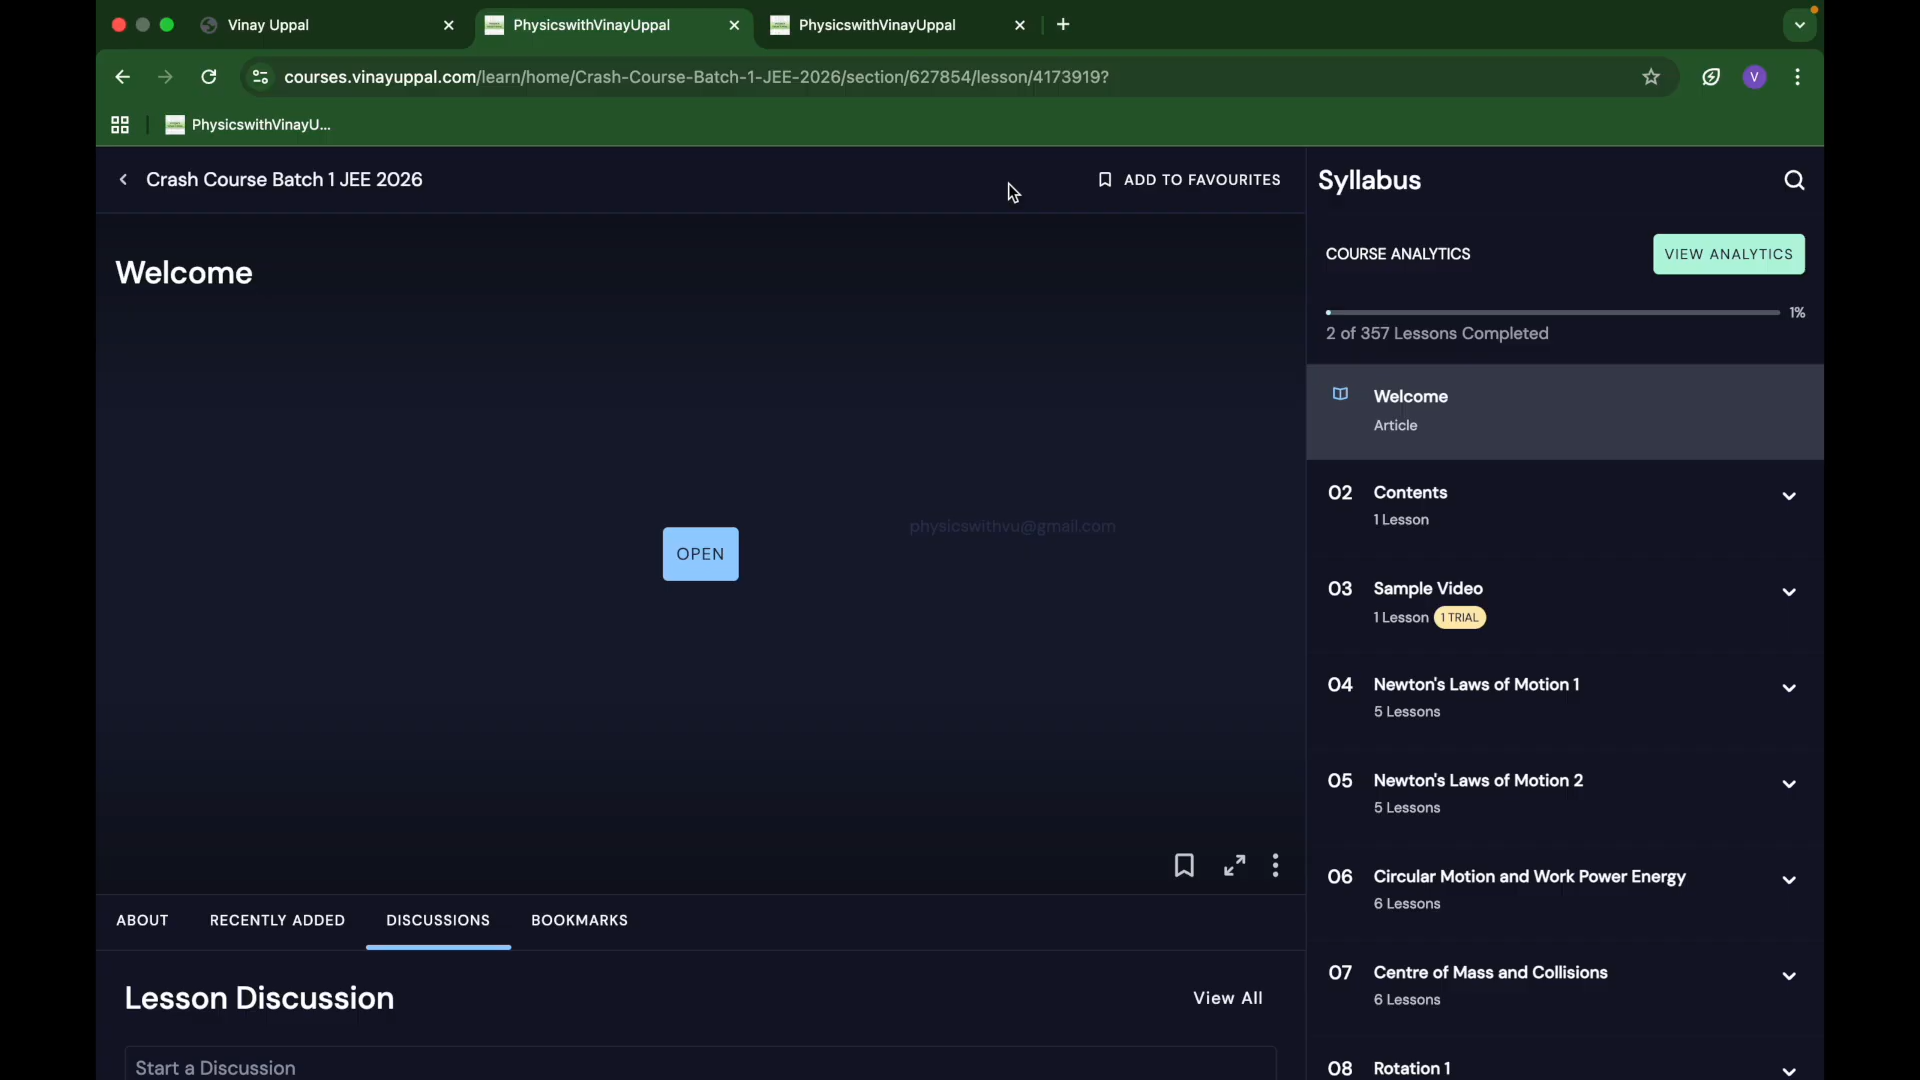 Vinay Uppal
PhysicswithVinayUppal
PhysicswithVinayUppal
courses.vinayuppal.com/learn/home/Crash-Course-Batch-1-JEE-2026/section/627854/lesson/4173919?
V
PhysicswithVinayU...
Crash Course Batch 1 JEE 2026
ADD TO FAVOURITES
Welcome
physicswithvu@gmail.com
OPEN
ABOUT
RECENTLY ADDED
DISCUSSIONS
BOOKMARKS
Lesson Discussion
View All
Start a Discussion
Syllabus
COURSE ANALYTICS
VIEW ANALYTICS
1%
2 of 357 Lessons Completed
Welcome
Article
02 Contents
1 Lesson
03 Sample Video
1 Lesson 1 TRIAL
04 Newton's Laws of Motion 1
5 Lessons
05 Newton's Laws of Motion 2
5 Lessons
06 Circular Motion and Work Power Energy
6 Lessons
07 Centre of Mass and Collisions
6 Lessons
08 Rotation 1